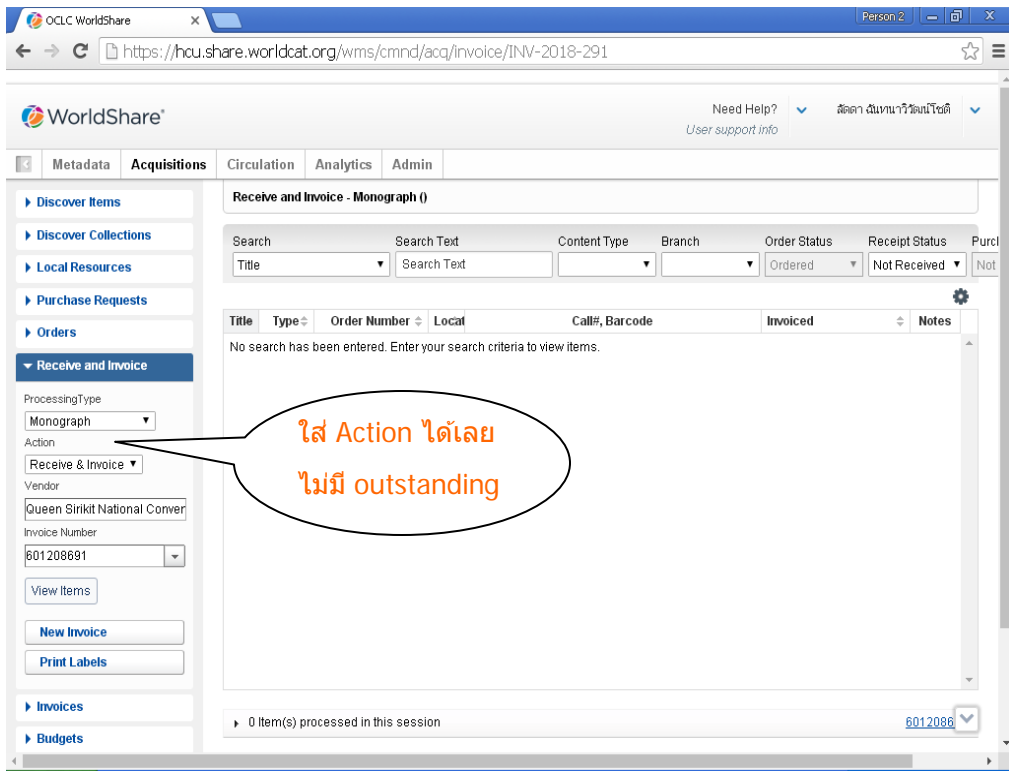 OCLC WorldShare
Person 2
https://hcu.share.worldcat.org/wms/cmnd/acq/invoice/INV-2018-291
WorldShare®
Need Help?
ลัดดา ฉันทนาวิวัฒน์โชติ
User support info
Metadata Acquisitions Circulation Analytics Admin
Discover Items
Discover Collections
Local Resources
Purchase Requests
Orders
Receive and Invoice
ProcessingType
Monograph
Action
Receive & Invoice
Vendor
Queen Sirikit National Conver
Invoice Number
601208691
View Items
New Invoice
Print Labels
Invoices
Budgets
Receive and Invoice - Monograph ()
Search Search Text Content Type Branch Order Status Receipt Status Purcl
Title Search Text Ordered Not Received Not
Title Type Order Number Locat Call#, Barcode Invoiced Notes
No search has been entered. Enter your search criteria to view items.
ใส่ Action ได้เลย
ไม่มี outstanding
0 Item(s) processed in this session
6012086